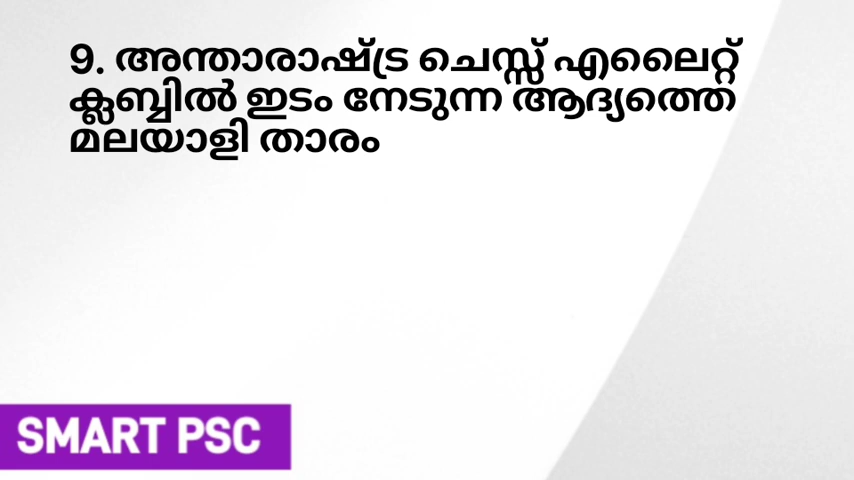 9. അന്താരാഷ്ട്ര ചെസ്സ് എലൈറ്റ്
ക്ലബ്ബിൽ ഇടം നേടുന്ന ആദ്യത്തെ
മലയാളി താരം
SMART PSC